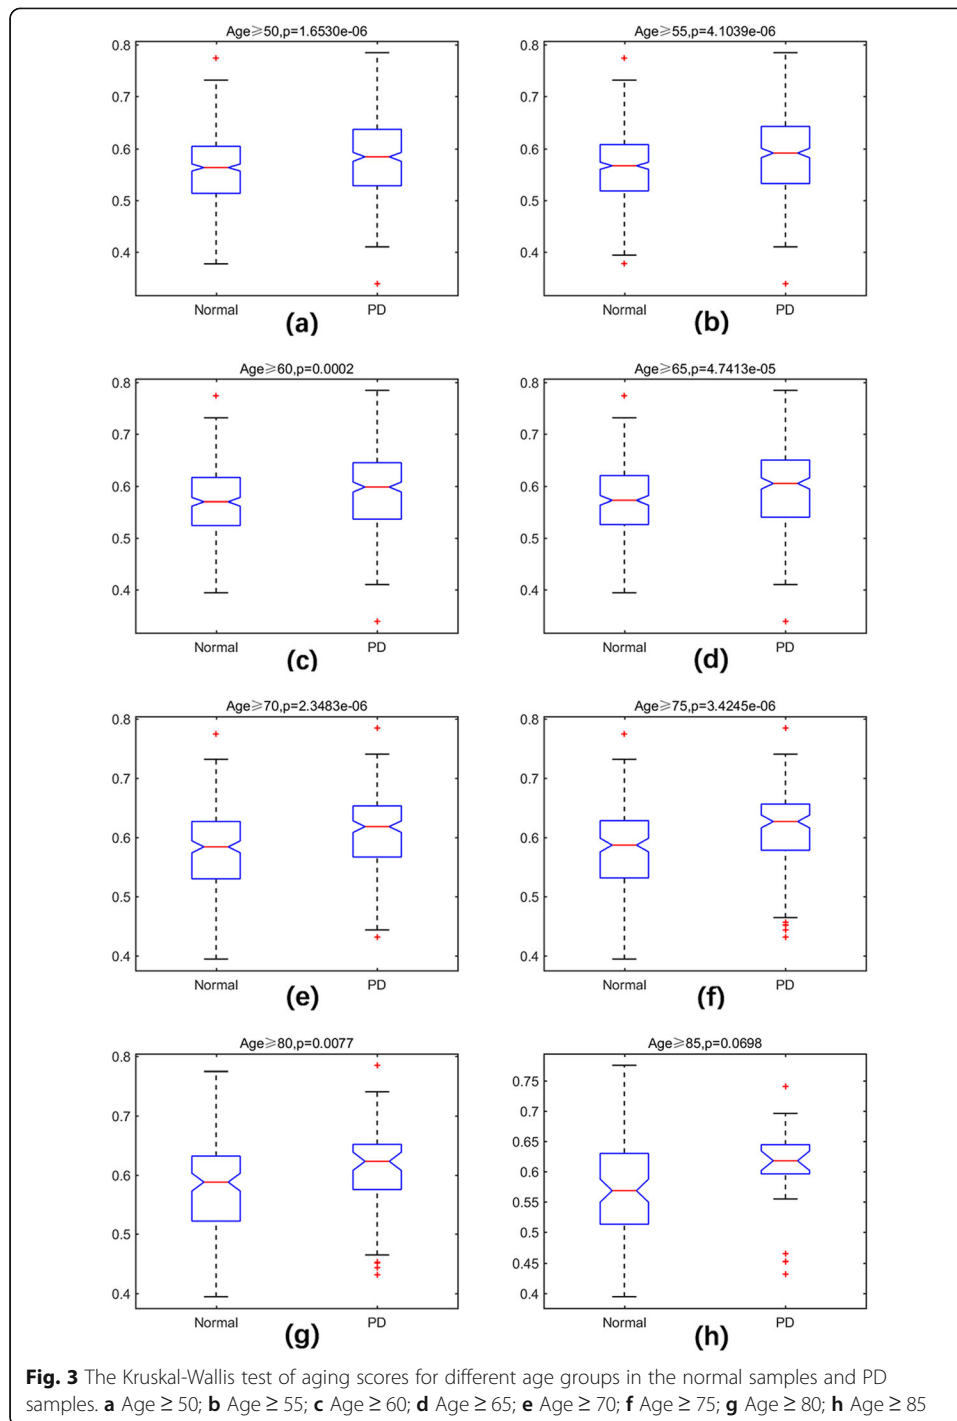 Age≥50,p=1.6530e-06
0.8
0.7
0.6
0.5
0.4
Normal
PD
(a)
Age≥55,p=4.1039e-06
0.8
0.7
0.6
0.5
0.4
Normal
PD
(b)
Age≥60,p=0.0002
0.8
0.7
0.6
0.5
0.4
Normal
PD
(c)
Age≥65,p=4.7413e-05
0.8
0.7
0.6
0.5
0.4
Normal
PD
(d)
Age≥70,p=2.3483e-06
0.8
0.7
0.6
0.5
0.4
Normal
PD
(e)
Age≥75,p=3.4245e-06
0.8
0.7
0.6
0.5
0.4
Normal
PD
(f)
Age≥80,p=0.0077
0.8
0.7
0.6
0.5
0.4
Normal
PD
(g)
Age≥85,p=0.0698
0.75
0.7
0.65
0.6
0.55
0.5
0.45
0.4
Normal
PD
(h)
Fig. 3 The Kruskal-Wallis test of aging scores for different age groups in the normal samples and PD
samples. a Age ≥ 50; b Age ≥ 55; c Age ≥ 60; d Age ≥ 65; e Age ≥ 70; f Age ≥ 75; g Age ≥ 80; h Age ≥ 85